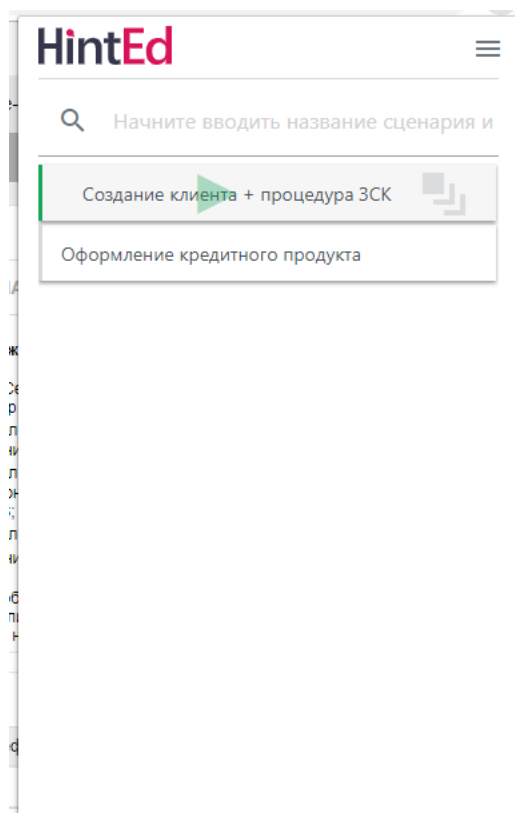 HintEd
Начните вводить название сценария и
Создание клиента + процедура ЗСК
Оформление кредитного продукта